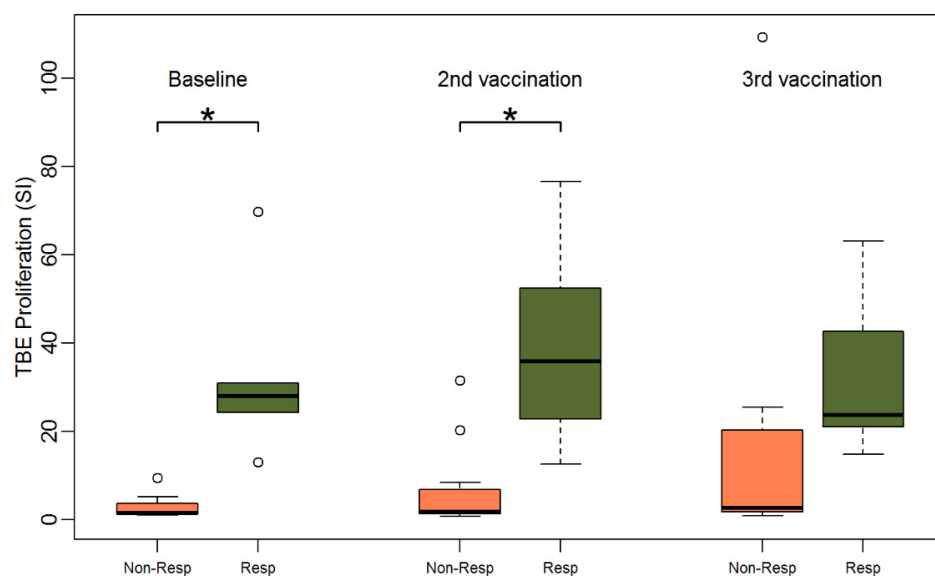 Baseline
2nd vaccination
3rd vaccination
*
*
TBE Proliferation (SI)
100
80
60
40
20
0
Non-Resp
Resp
Non-Resp
Resp
Non-Resp
Resp